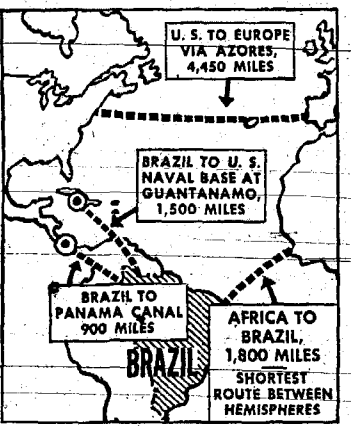 U. S. TO EUROPE
VIA AZORES,
4,450 MILES
BRAZIL TO U. S.
NAVAL BASE AT
GUANTANAMO,
1,500 MILES
BRAZIL TO
PANAMA CANAL
900 MILES
BRAZIL
AFRICA TO
BRAZIL,
1,800 MILES
SHORTEST
ROUTE BETWEEN
HEMISPHERES